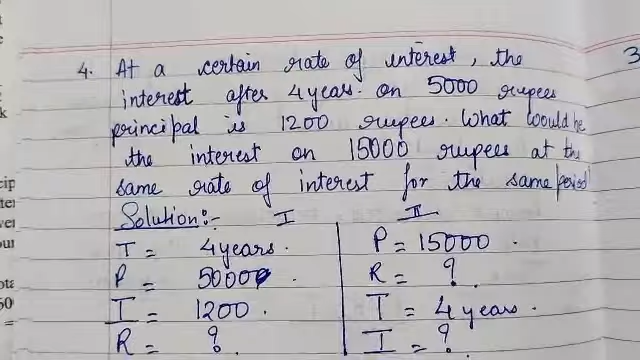 4. At a certain rate of interest, the
interest after 4 years. on 5000 rupees
principal is 1200 rupees. What would be
the interest on 15000 rupees at the
same rate of interest for the same period
Solution:- I II
T = 4 years.
P = 5000
I = 1200.
R = ?
P = 15000.
R = ?
T = 4 years.
I = ?
3